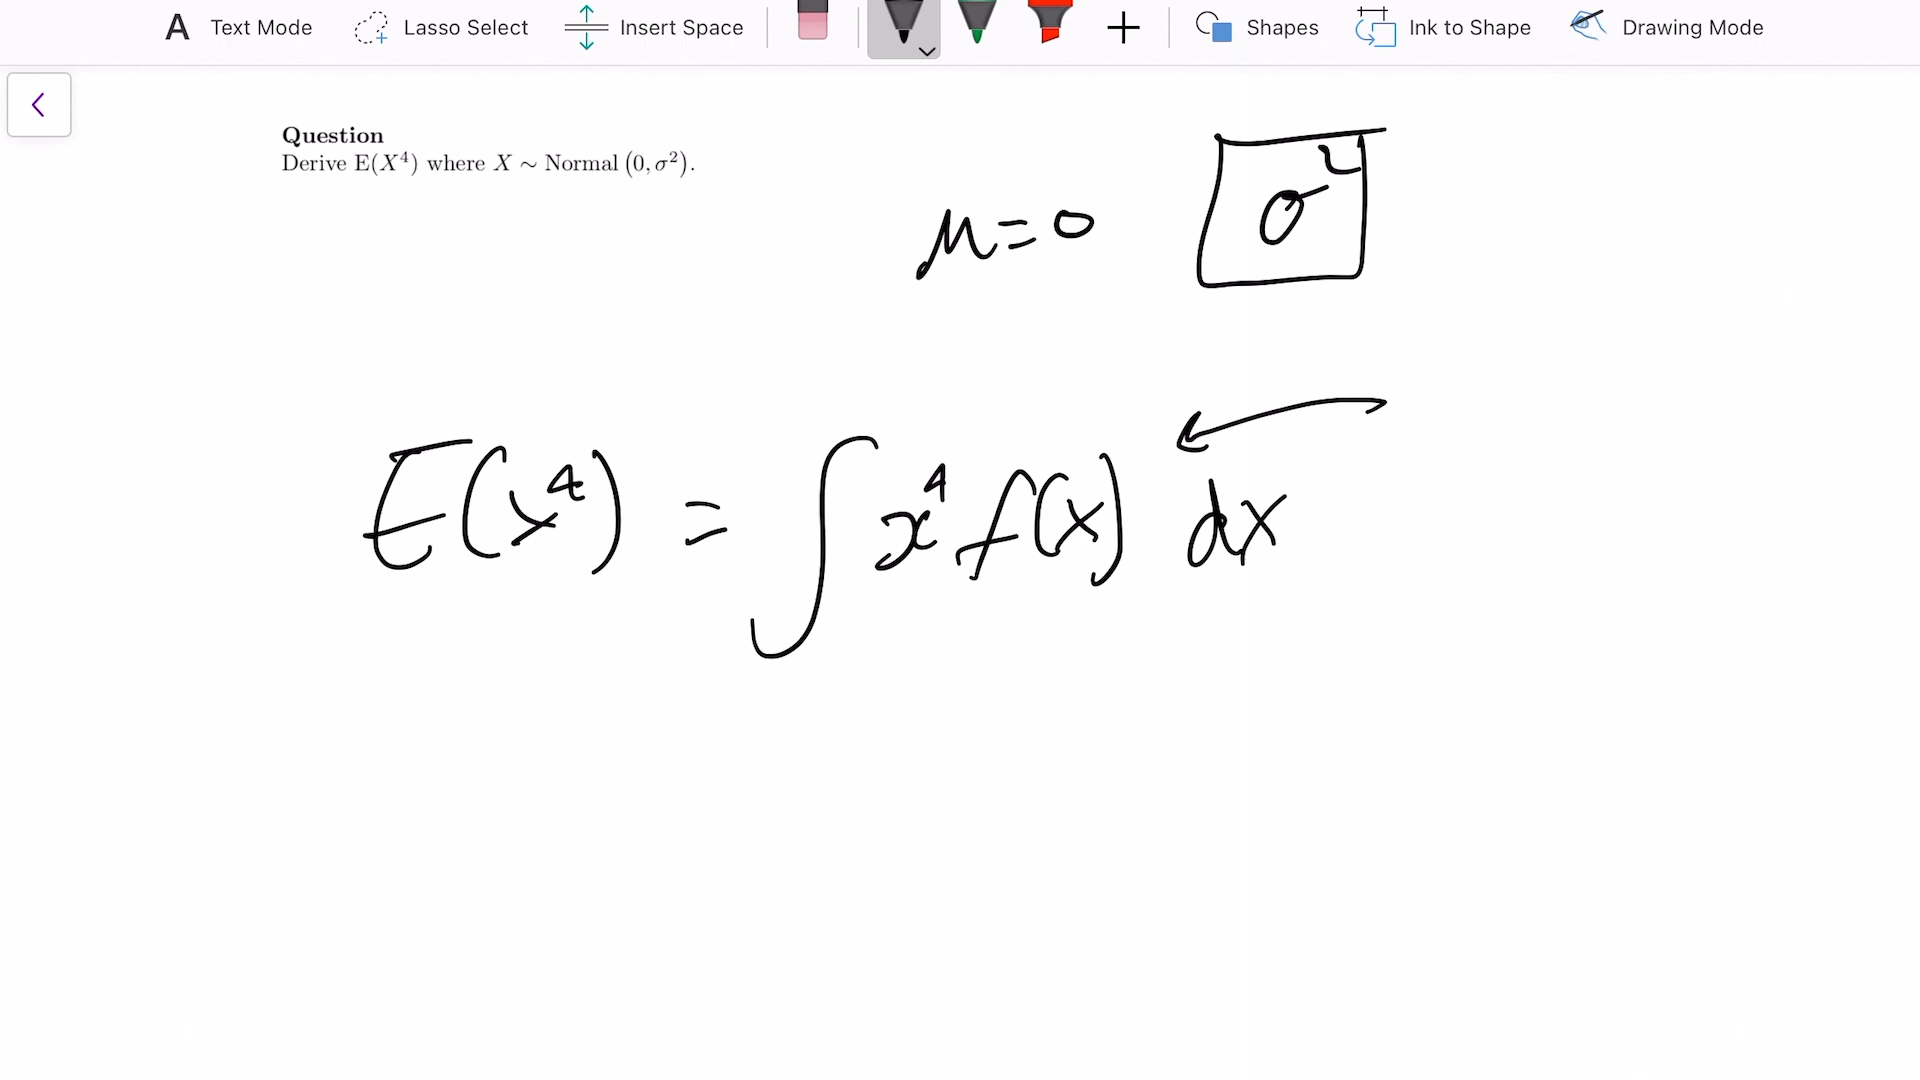 A Text Mode Lasso Select Insert Space Shapes Ink to Shape Drawing Mode
Question
Derive E(X⁴) where X ∼ Normal (0, σ²).
μ = 0 σ²
E(x⁴) = ∫ x⁴ f(x) dx